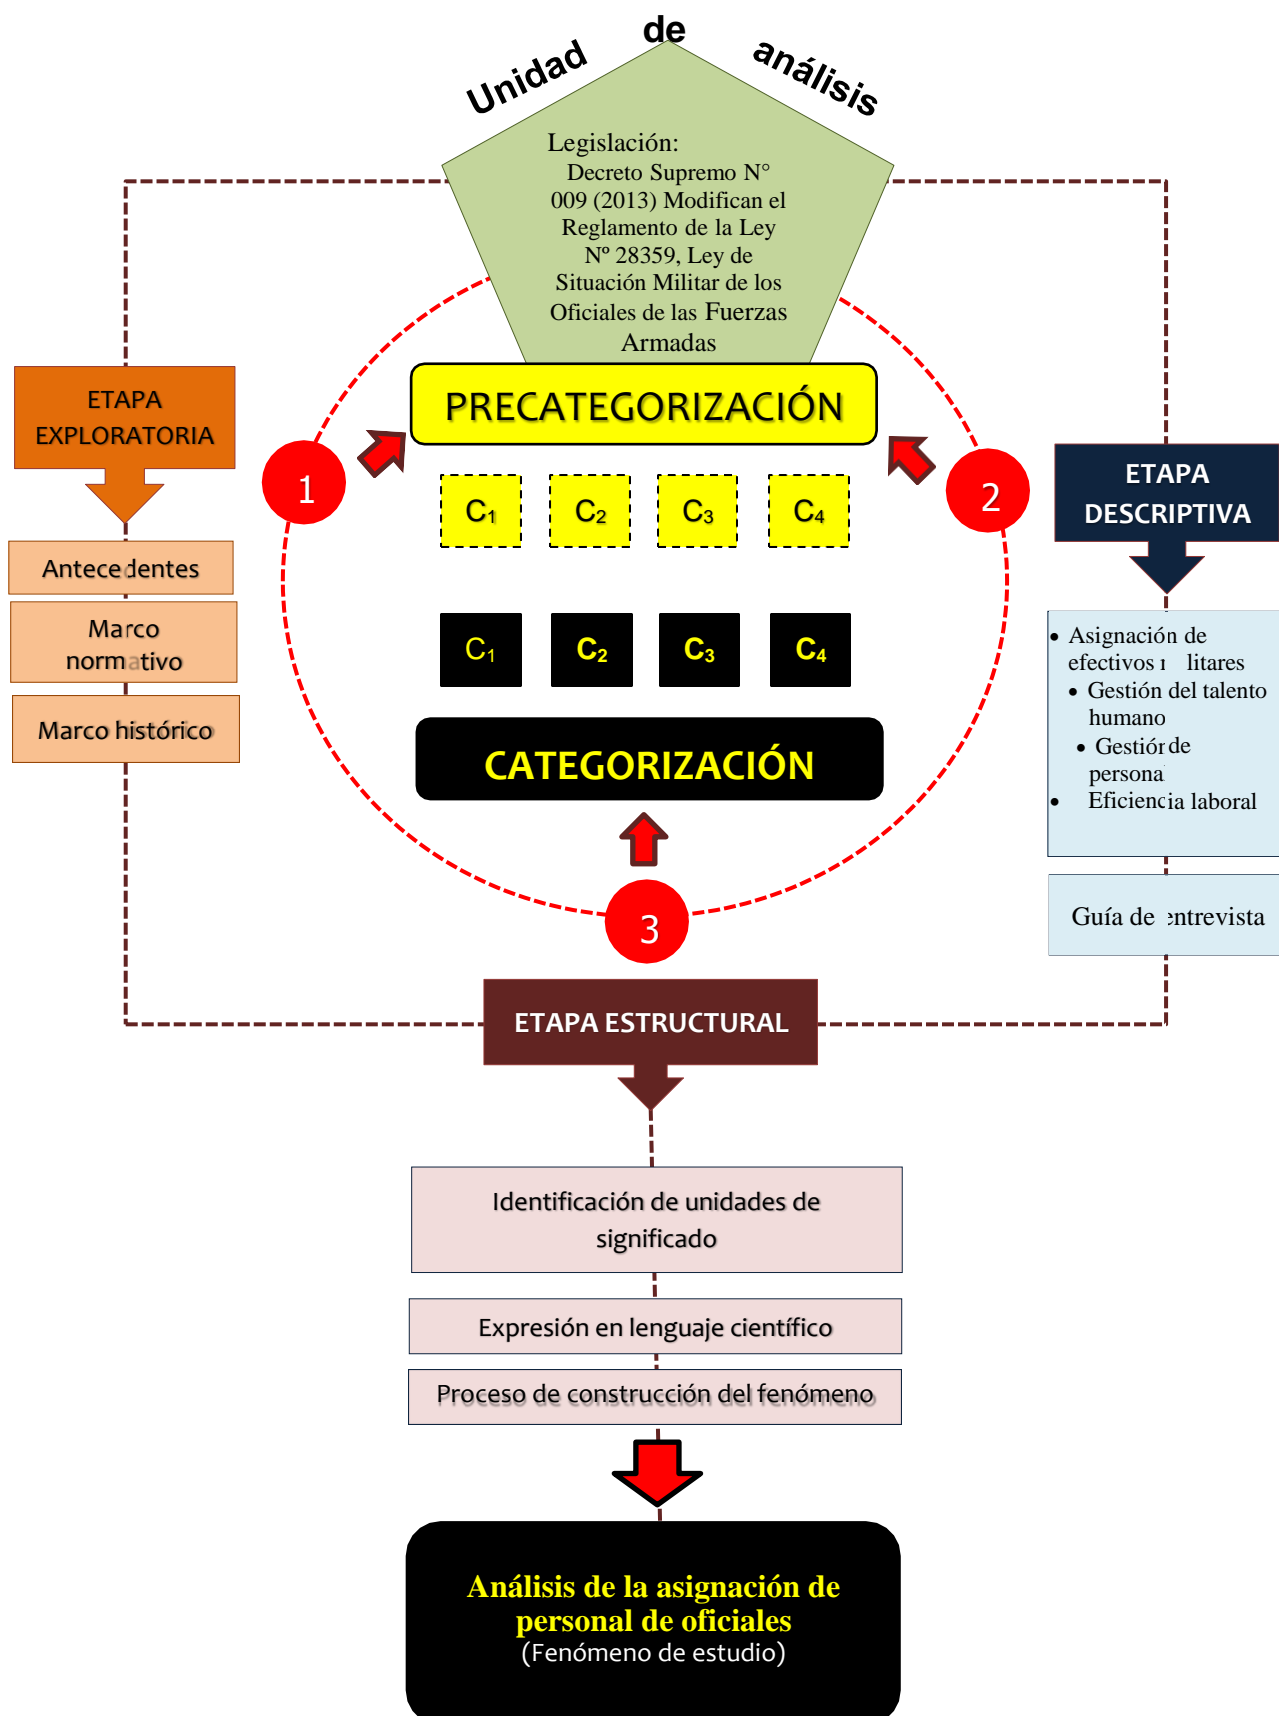 Unidad de análisis
Legislación:
Decreto Supremo N°
009 (2013) Modifican el
Reglamento de la Ley
Nº 28359, Ley de
Situación Militar de los
Oficiales de las Fuerzas
Armadas
PRECATEGORIZACIÓN
ETAPA
EXPLORATORIA
1
2
C₁ C₂ C₃ C₄
ETAPA
DESCRIPTIVA
Antecedentes
Marco
normativo
Marco histórico
C₁ C₂ C₃ C₄
CATEGORIZACIÓN
• Asignación de
efectivos litares
• Gestión del talento
humano
• Gestión de
personal
• Eficiencia laboral
Guía de entrevista
3
ETAPA ESTRUCTURAL
Identificación de unidades de
significado
Expresión en lenguaje científico
Proceso de construcción del fenómeno
Análisis de la asignación de
personal de oficiales
(Fenómeno de estudio)